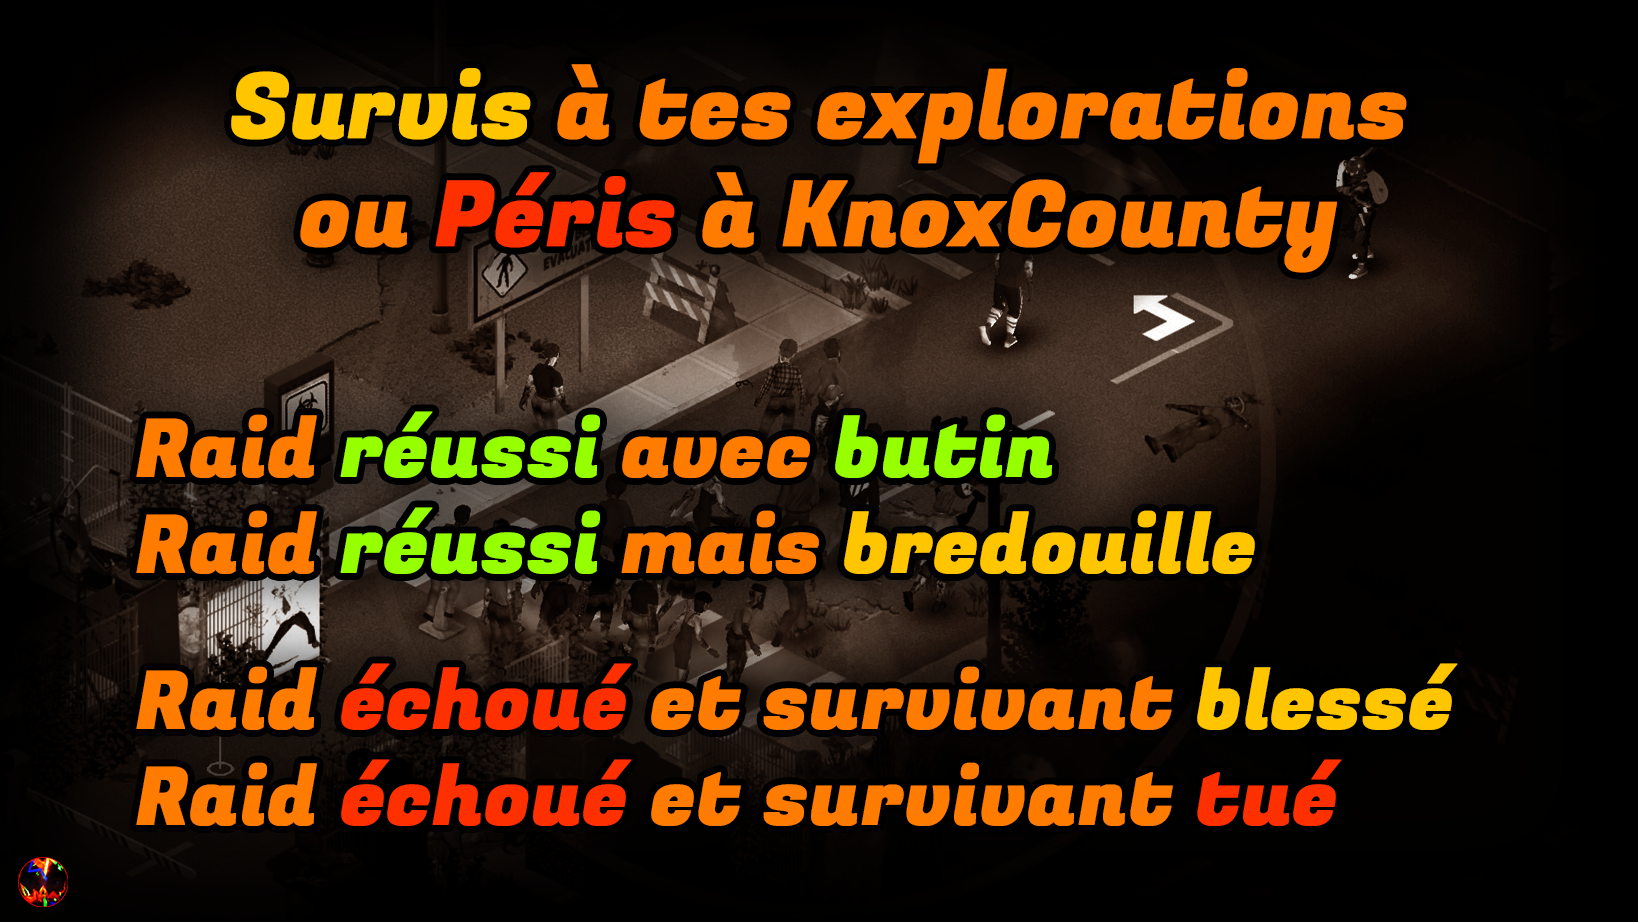 Survis à tes explorations
ou Péris à KnoxCounty
EVACUATION
Raid réussi avec butin
Raid réussi mais bredouille
Raid échoué et survivant blessé
Raid échoué et survivant tué